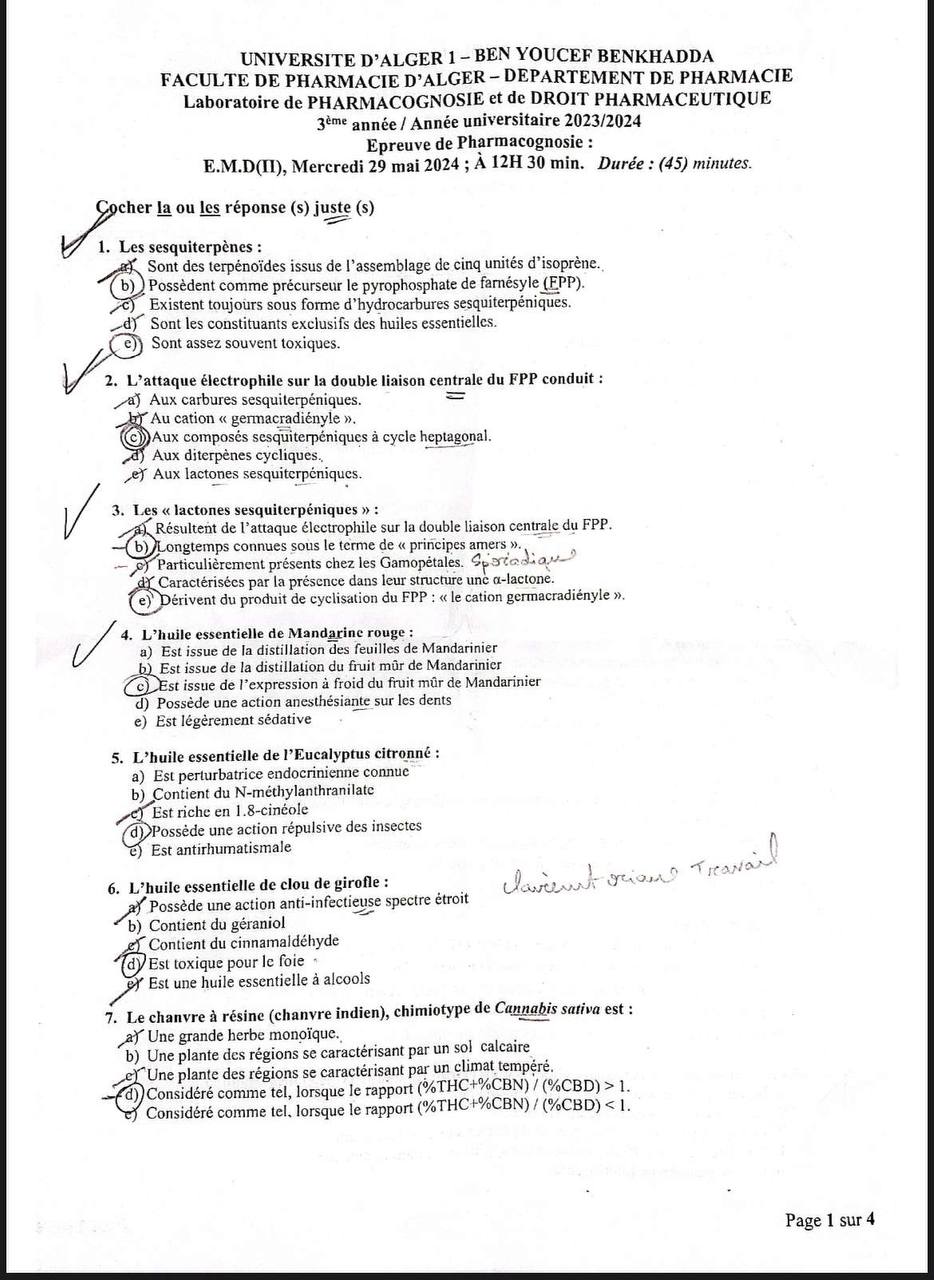 UNIVERSITE D'ALGER 1 – BEN YOUCEF BENKHADDA
FACULTE DE PHARMACIE D'ALGER – DEPARTEMENT DE PHARMACIE
Laboratoire de PHARMACOGNOSIE et de DROIT PHARMACEUTIQUE
3ème année / Année universitaire 2023/2024
Epreuve de Pharmacognosie :
E.M.D(II), Mercredi 29 mai 2024 ; À 12H 30 min. Durée : (45) minutes.
Cocher la ou les réponse (s) juste (s)
1. Les sesquiterpènes :
a) Sont des terpénoïdes issus de l'assemblage de cinq unités d'isoprène.
b) Possèdent comme précurseur le pyrophosphate de farnésyle (FPP).
c) Existent toujours sous forme d'hydrocarbures sesquiterpéniques.
d) Sont les constituants exclusifs des huiles essentielles.
e) Sont assez souvent toxiques.
2. L'attaque électrophile sur la double liaison centrale du FPP conduit :
a) Aux carbures sesquiterpéniques.
b) Au cation « germacradiényle ».
c) Aux composés sesquiterpéniques à cycle heptagonal.
d) Aux diterpènes cycliques.
e) Aux lactones sesquiterpéniques.
3. Les « lactones sesquiterpéniques » :
a) Résultent de l'attaque électrophile sur la double liaison centrale du FPP.
b) Longtemps connues sous le terme de « principes amers ».
c) Particulièrement présents chez les Gamopétales. Sporadique
d) Caractérisées par la présence dans leur structure une α-lactone.
e) Dérivent du produit de cyclisation du FPP : « le cation germacradiényle ».
4. L'huile essentielle de Mandarine rouge :
a) Est issue de la distillation des feuilles de Mandarinier
b) Est issue de la distillation du fruit mûr de Mandarinier
c) Est issue de l'expression à froid du fruit mûr de Mandarinier
d) Possède une action anesthésiante sur les dents
e) Est légèrement sédative
5. L'huile essentielle de l'Eucalyptus citronné :
a) Est perturbatrice endocrinienne connue
b) Contient du N-méthylanthranilate
c) Est riche en 1.8-cinéole
d) Possède une action répulsive des insectes
e) Est antirhumatismale
6. L'huile essentielle de clou de girofle :
Travail
a) Possède une action anti-infectieuse spectre étroit
b) Contient du géraniol
c) Contient du cinnamaldéhyde
d) Est toxique pour le foie
e) Est une huile essentielle à alcools
7. Le chanvre à résine (chanvre indien), chimiotype de Cannabis sativa est :
a) Une grande herbe monoïque.
b) Une plante des régions se caractérisant par un sol calcaire
c) Une plante des régions se caractérisant par un climat tempéré.
d) Considéré comme tel, lorsque le rapport (%THC+%CBN) / (%CBD) > 1.
e) Considéré comme tel, lorsque le rapport (%THC+%CBN) / (%CBD) < 1.
Page 1 sur 4